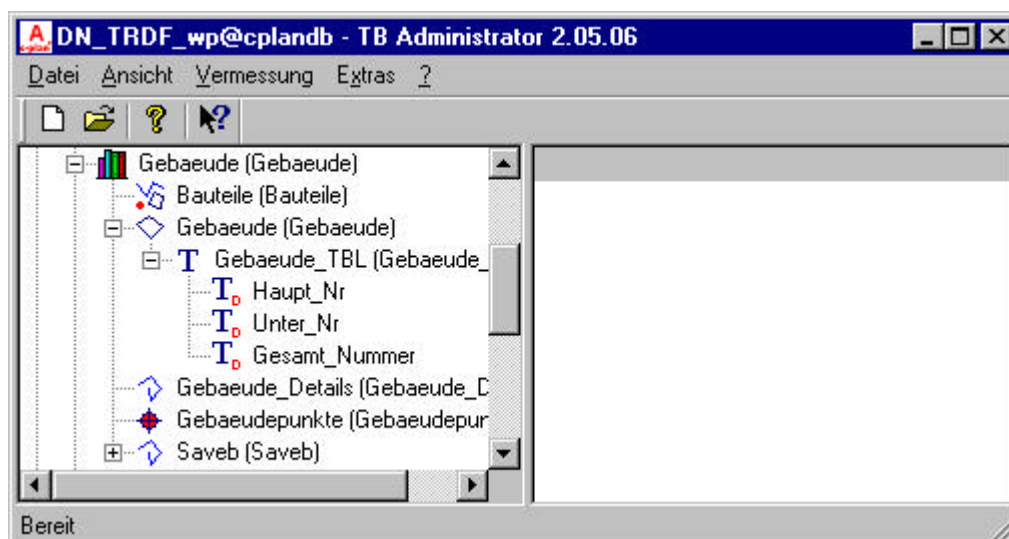 DN_TRDF_wp@cplandb - TB Administrator 2.05.06
Datei Ansicht Vermessung Extras ?
Gebaeude (Gebaeude)
Bauteile (Bauteile)
Gebaeude (Gebaeude)
T Gebaeude_TBL (Gebaeude_
Haupt_Nr
Unter_Nr
Gesamt_Nummer
Gebaeude_Details (Gebaeude_D
Gebaeudepunkte (Gebaeudepun
Saveb (Saveb)
Bereit